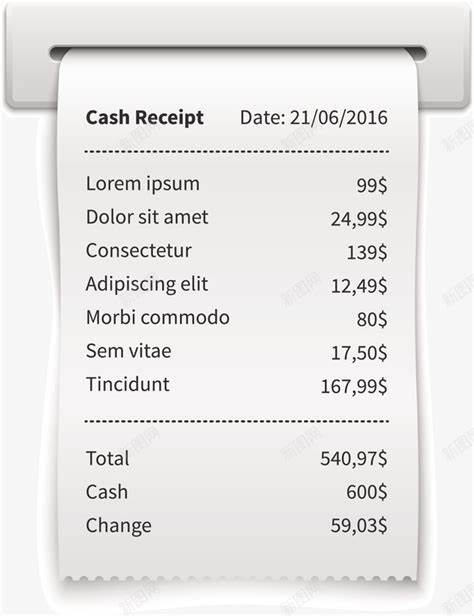 Cash Receipt Date: 21/06/2016
Lorem ipsum 99$
Dolor sit amet 24,99$
Consectetur 139$
Adipiscing elit 12,49$
Morbi commodo 80$
Sem vitae 17,50$
Tincidunt 167,99$
Total 540,97$
Cash 600$
Change 59,03$